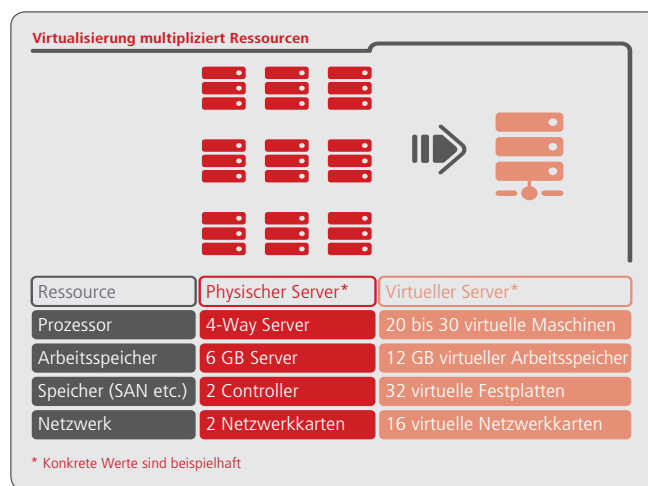 Virtualisierung multipliziert Ressourcen
Ressource Physischer Server* Virtueller Server*
Prozessor 4-Way Server 20 bis 30 virtuelle Maschinen
Arbeitsspeicher 6 GB Server 12 GB virtueller Arbeitsspeicher
Speicher (SAN etc.) 2 Controller 32 virtuelle Festplatten
Netzwerk 2 Netzwerkkarten 16 virtuelle Netzwerkkarten
* Konkrete Werte sind beispielhaft